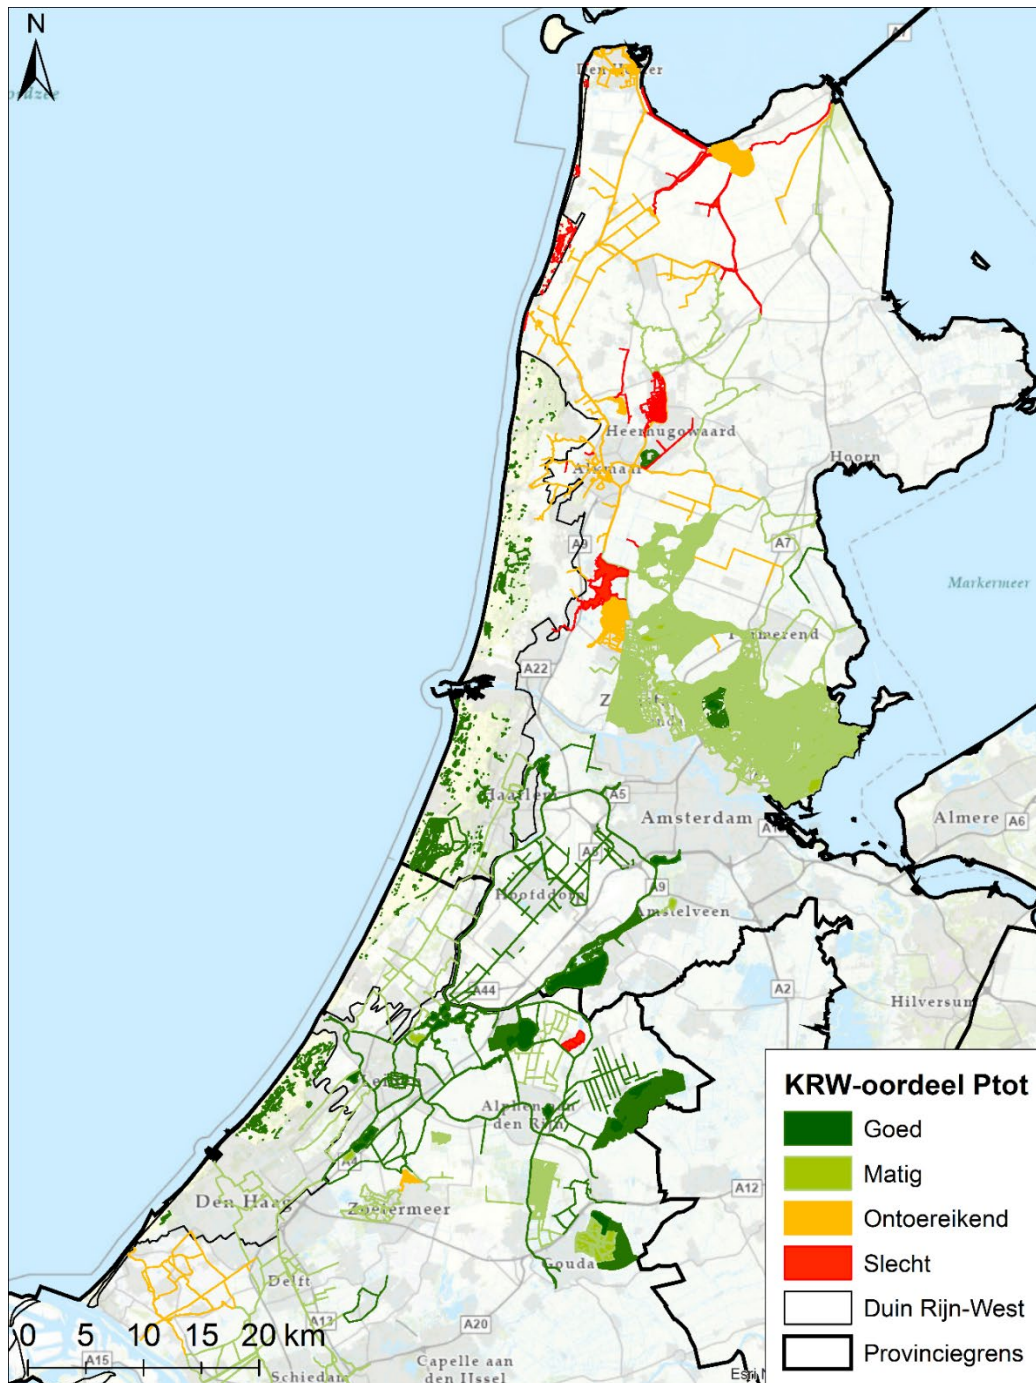 N
A7
Den Helder
Heerhugowaard
Hoorn
Alkmaar
A9
A7
Markermeer
Purmerend
A22
Haarlem
A5
Amsterdam
Almere
A6
A9
Hoofddorp
Amstelveen
A44
A2
Hilversum
Leiden
Alphen aan
den Rijn
A4
A12
Den Haag
Zoetermeer
Gouda
Delft
A13
A20
A15
Capelle aan
den IJssel
Schiedam
0 5 10 15 20 km
KRW-oordeel Ptot
Goed
Matig
Ontoereikend
Slecht
Duin Rijn-West
Provinciegrens